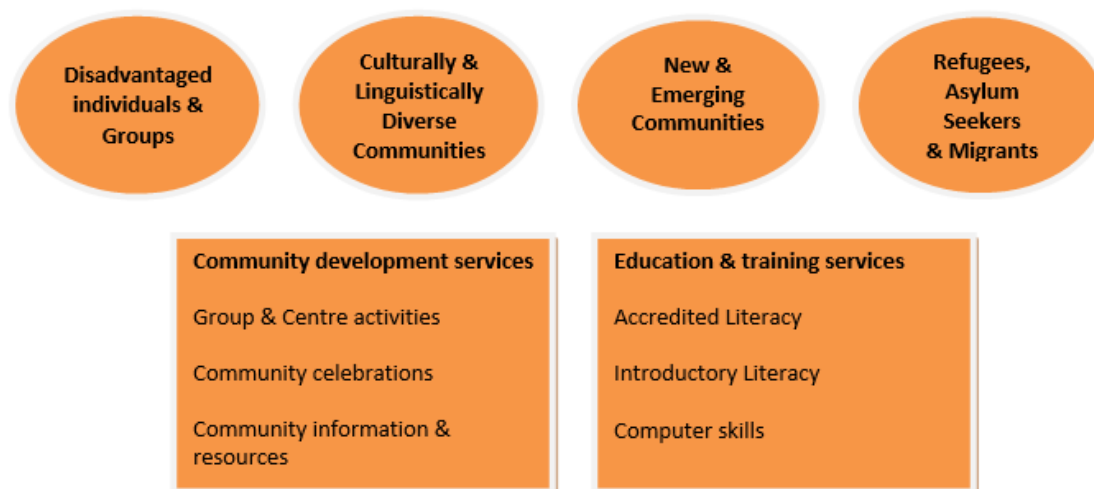 Disadvantaged
individuals &
Groups
Culturally &
Linguistically
Diverse
Communities
New &
Emerging
Communities
Refugees,
Asylum
Seekers
& Migrants
Community development services
Group & Centre activities
Community celebrations
Community information &
resources
Education & training services
Accredited Literacy
Introductory Literacy
Computer skills